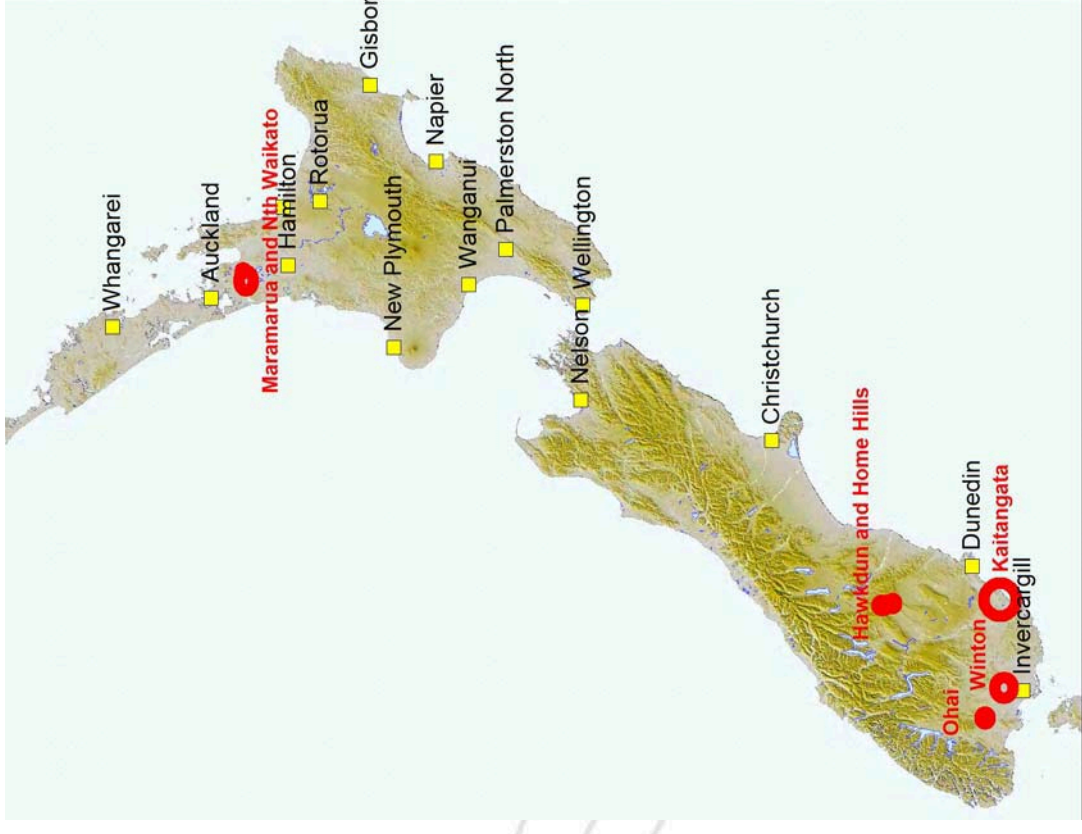 Whangarei
Auckland
Maramarua and Nth Waikato
Hamilton
Rotorua
Gisbor
New Plymouth
Napier
Wanganui
Palmerston North
Nelson
Wellington
Christchurch
Hawkdun and Home Hills
Dunedin
Kaitangata
Ohai
Winton
Invercargill